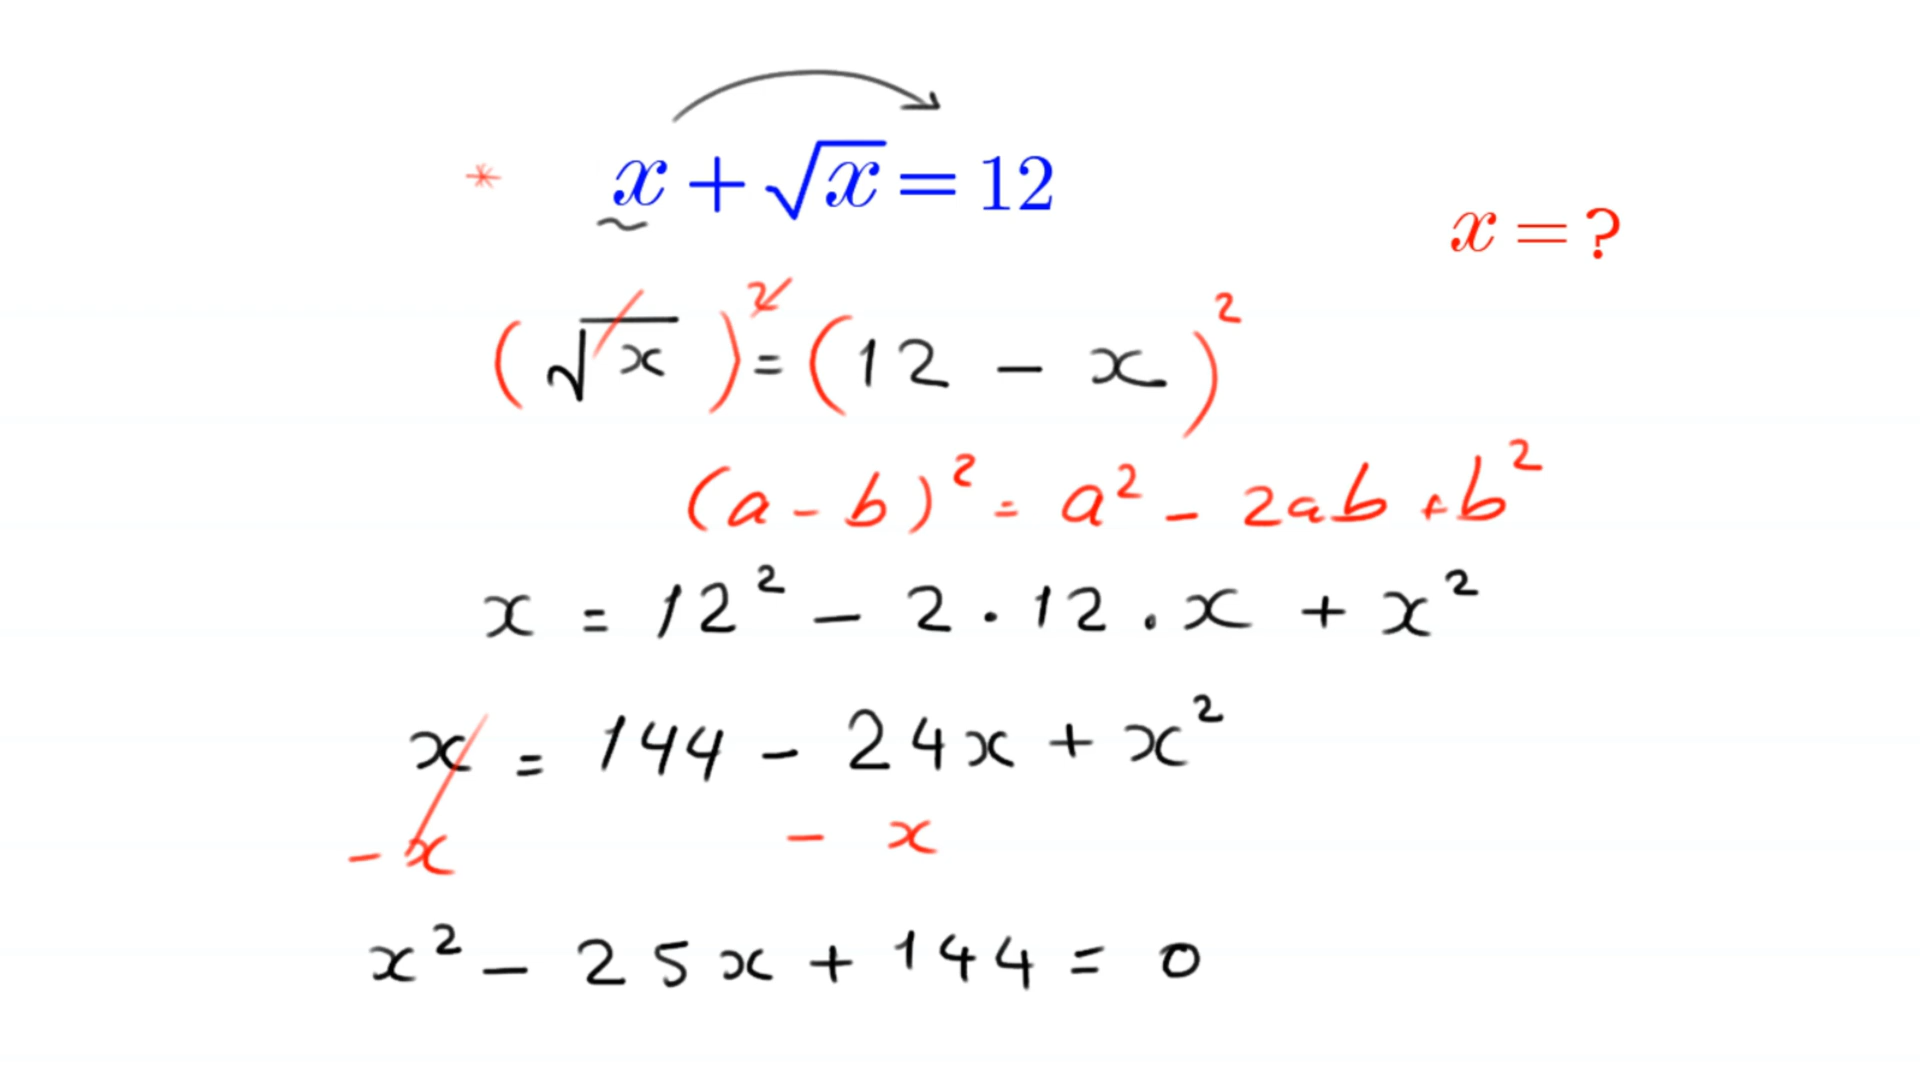 * x + √x = 12
x = ?
(√x)² = (12 - x)²
(a - b)² = a² - 2ab + b²
x = 12² - 2 · 12 · x + x²
x = 144 - 24x + x²
- x - x
x² - 25x + 144 = 0